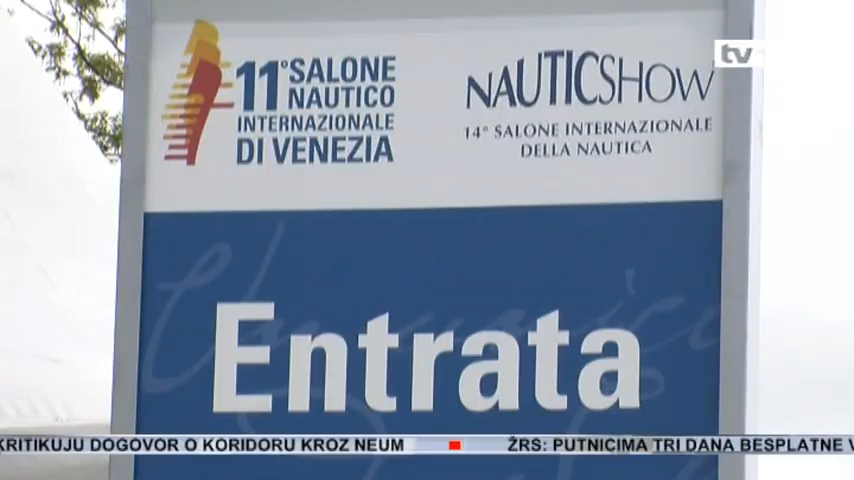 11° SALONE
NAUTICO
INTERNAZIONALE
DI VENEZIA
NAUTICSHOW
14° SALONE INTERNAZIONALE
DELLA NAUTICA
tv
Entrata
KRITIKUJU DOGOVOR O KORIDORU KROZ NEUM
ŽRS: PUTNICIMA TRI DANA BESPLATNE